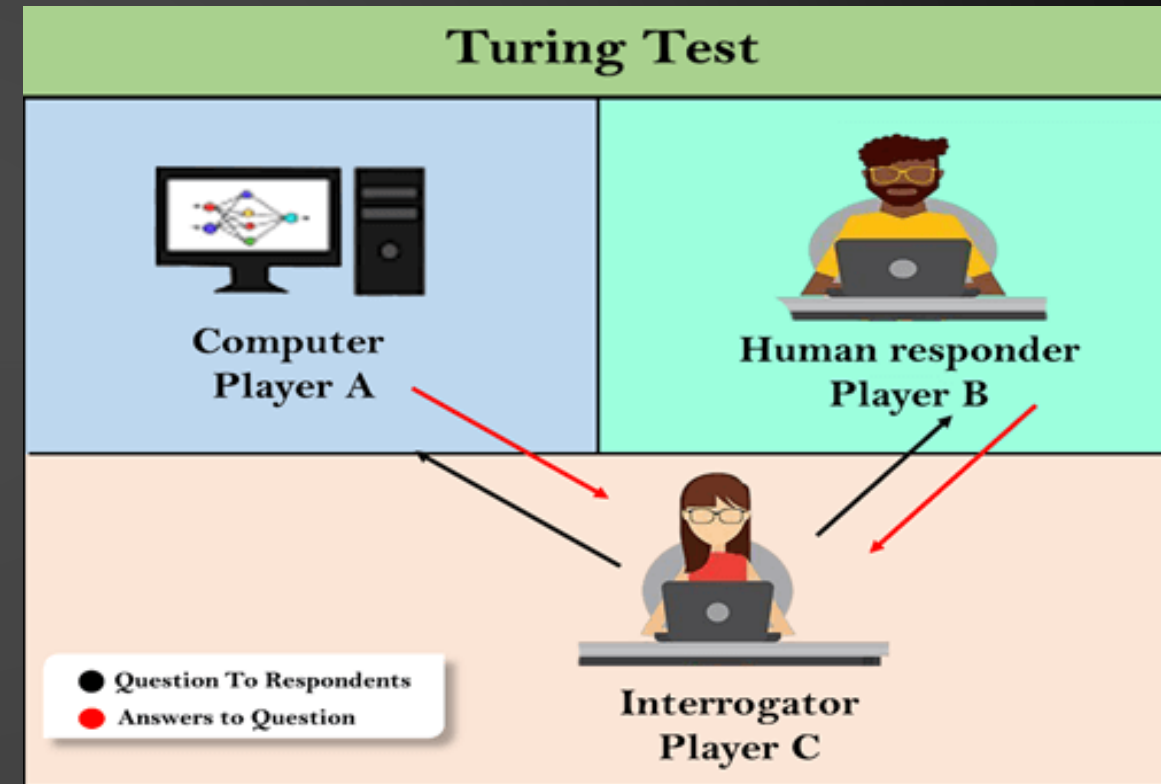 Turing Test
Computer
Player A
Human responder
Player B
Question To Respondents
Answers to Question
Interrogator
Player C